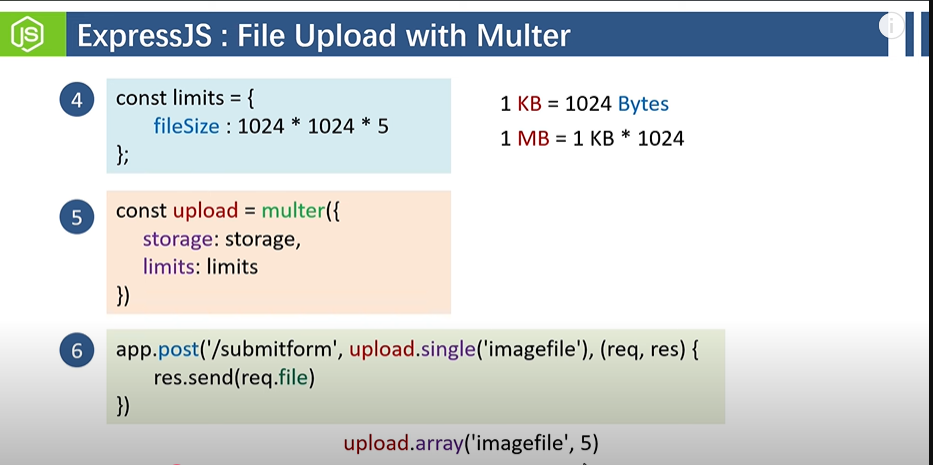 JS
ExpressJS : File Upload with Multer
i
4
const limits = {
fileSize : 1024 * 1024 * 5
};
1 KB = 1024 Bytes
1 MB = 1 KB * 1024
5
const upload = multer({
storage: storage,
limits: limits
})
6
app.post('/submitform', upload.single('imagefile'), (req, res) {
res.send(req.file)
})
upload.array('imagefile', 5)